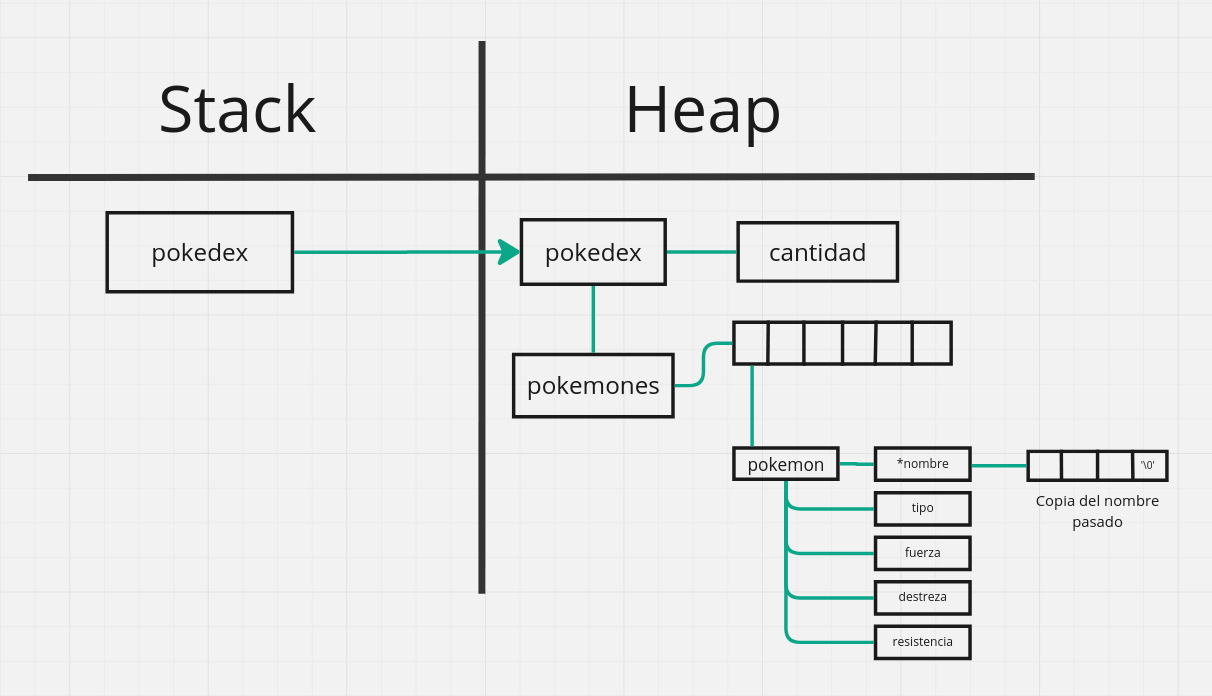 Stack
Heap
pokedex
pokedex
cantidad
pokemones
pokemon
*nombre
'\0'
Copia del nombre
pasado
tipo
fuerza
destreza
resistencia